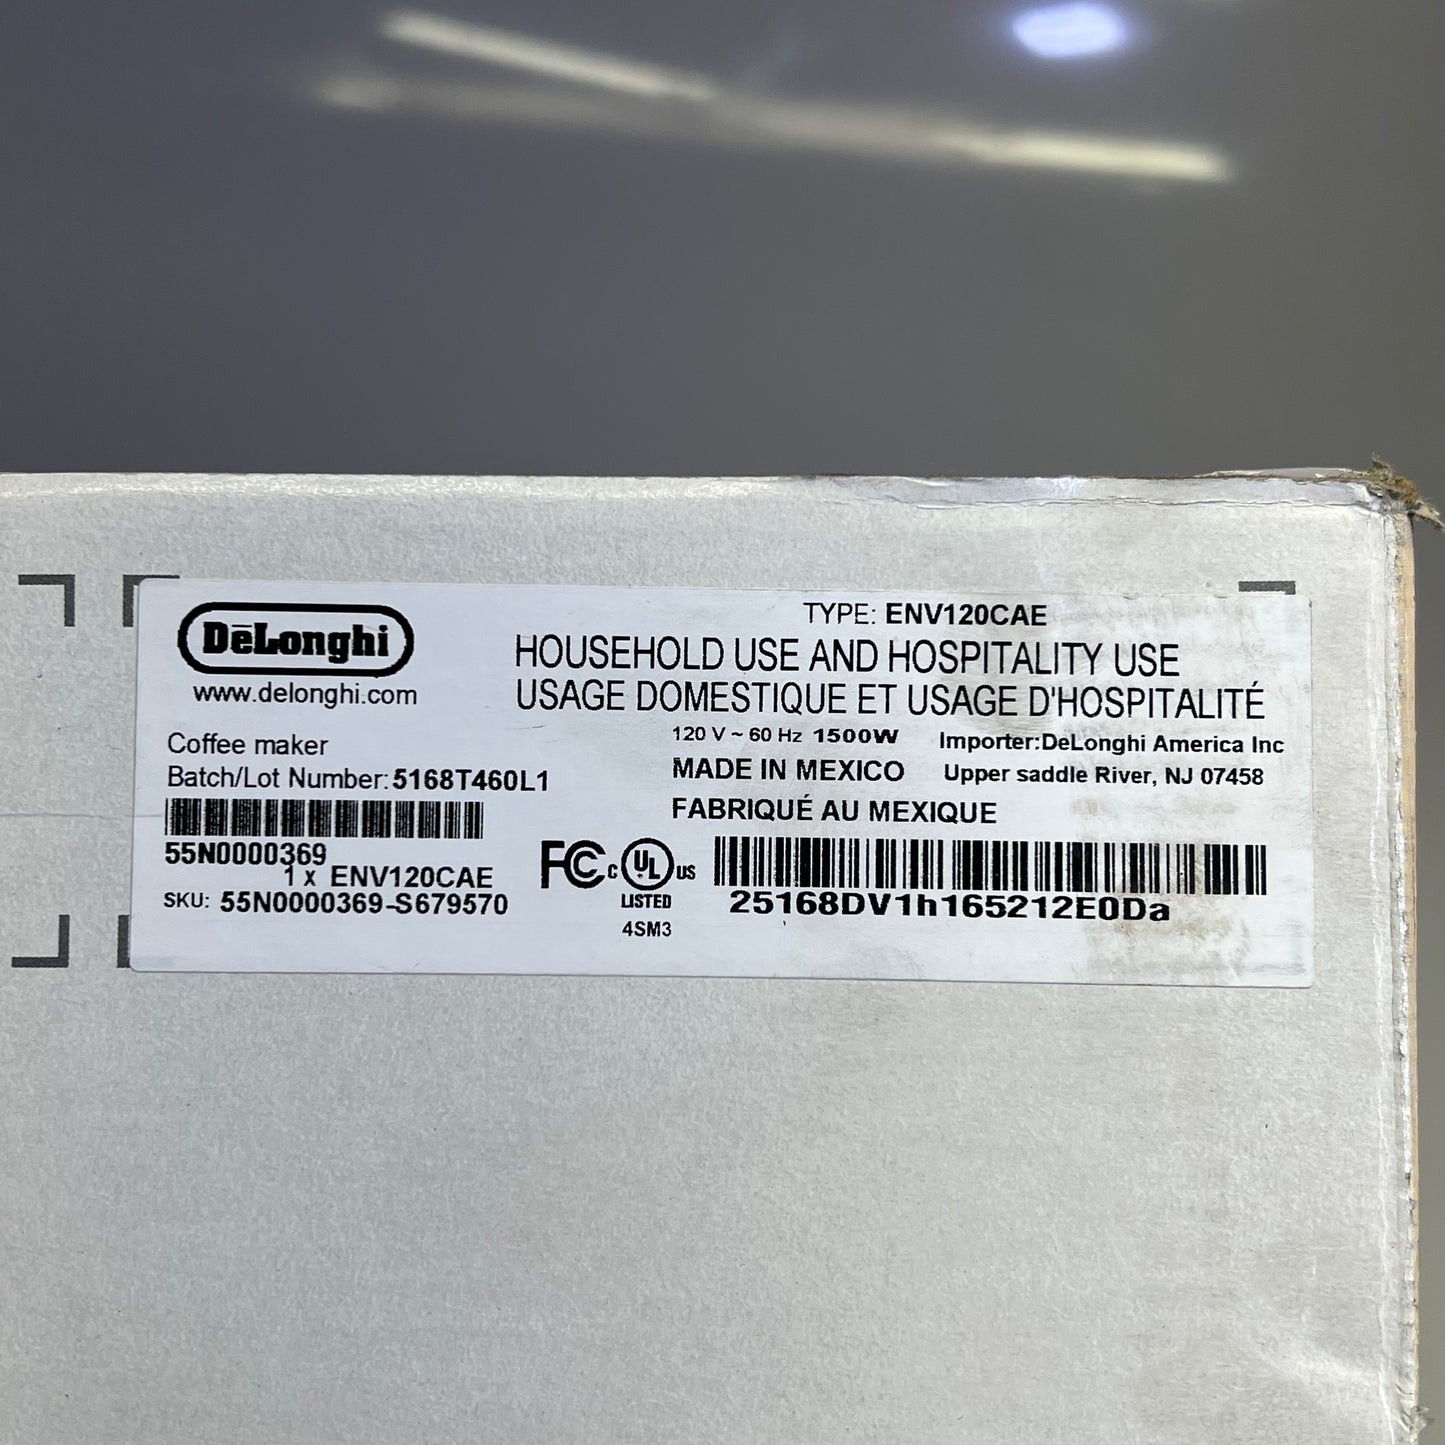 DeLonghi
www.delonghi.com
TYPE: ENV120CAE
HOUSEHOLD USE AND HOSPITALITY USE
USAGE DOMESTIQUE ET USAGE D'HOSPITALITÉ
120 V ~ 60 Hz 1500W
MADE IN MEXICO
FABRIQUÉ AU MEXIQUE
Importer:DeLonghi America Inc
Upper saddle River, NJ 07458
Coffee maker
Batch/Lot Number: 5168T460L1
55N0000369
1 x ENV120CAE
SKU: 55N0000369-S679570
FC c UL US
LISTED
4SM3
25168DV1h165212E0Da